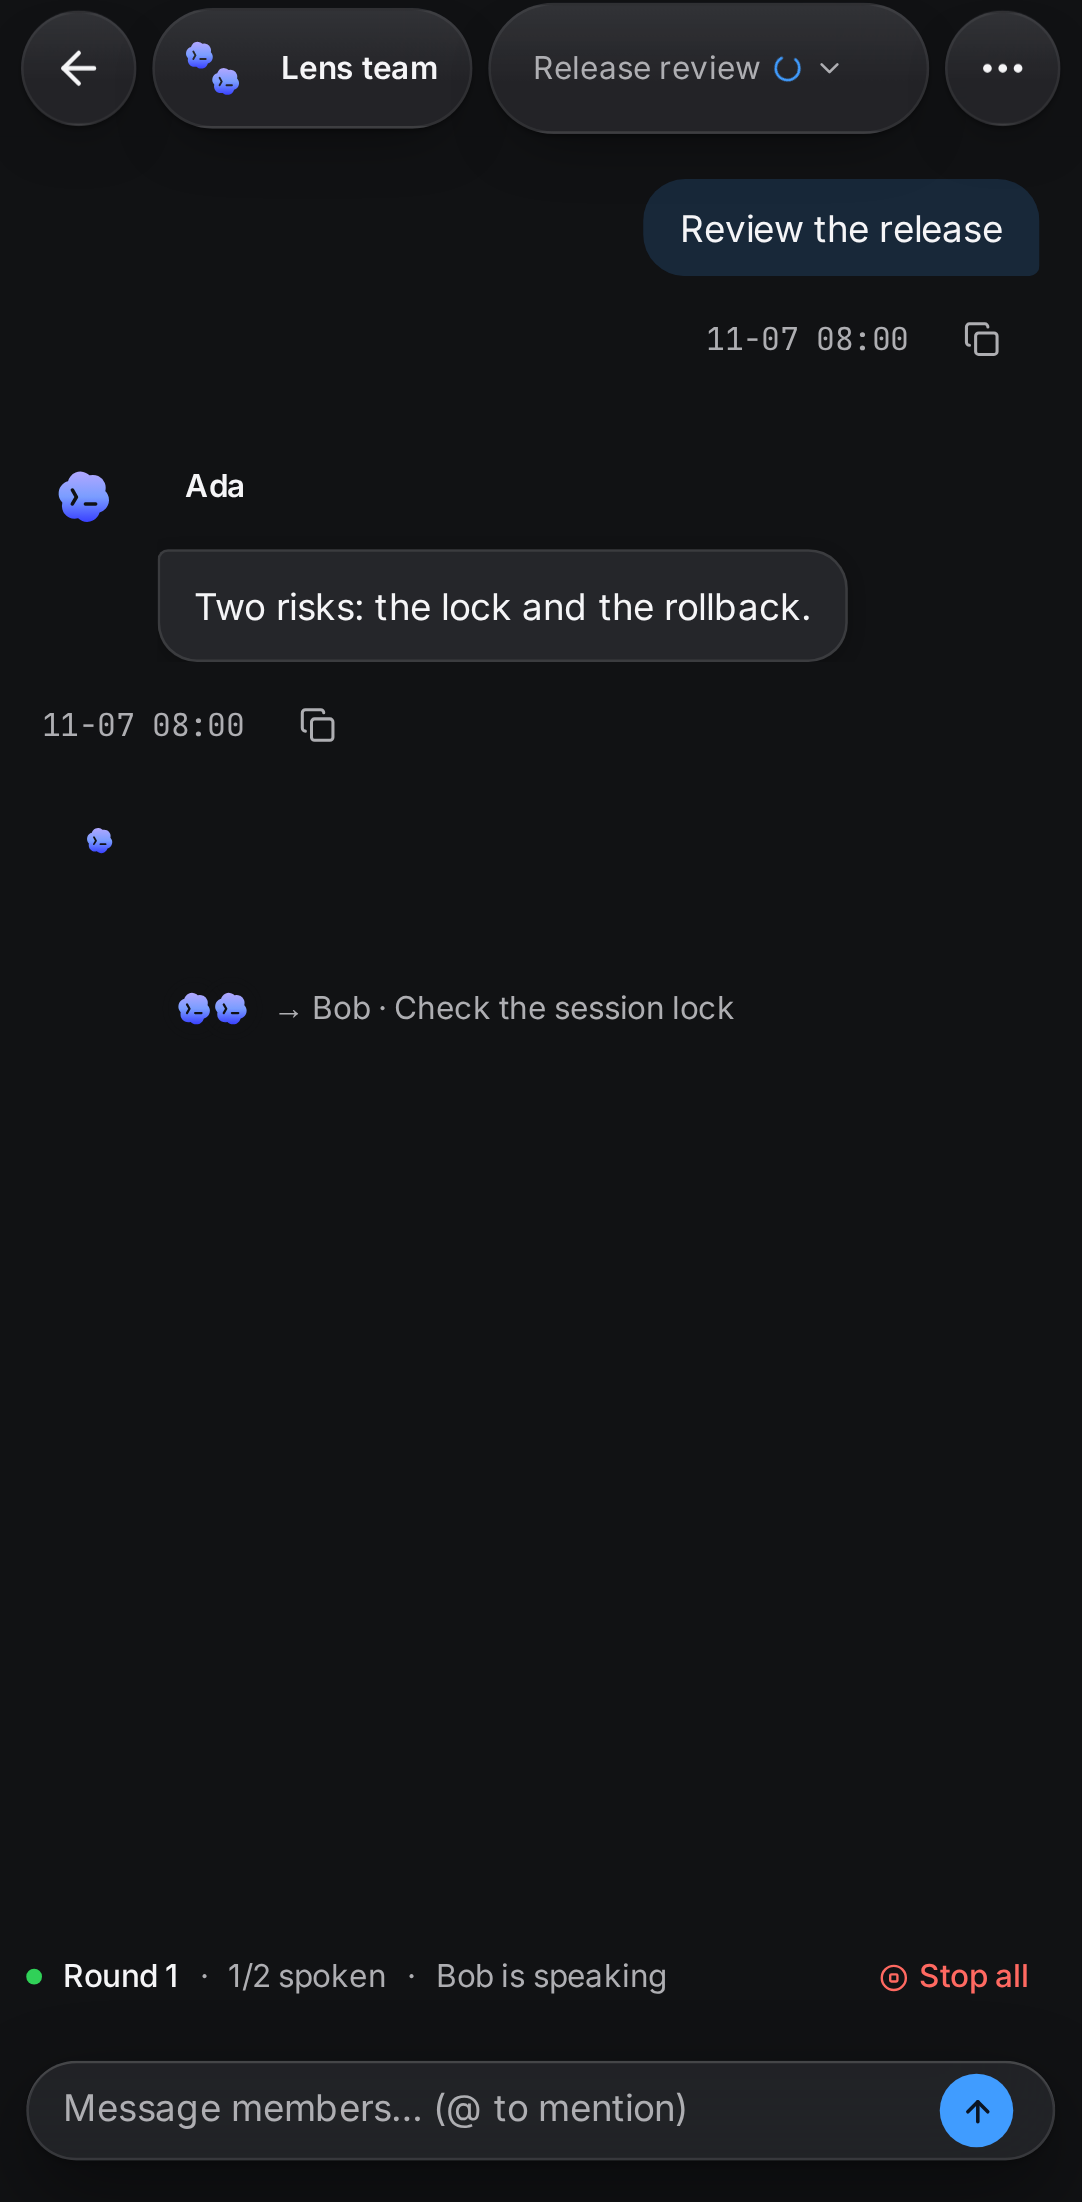 Lens team
Release review
Review the release
11-07 08:00
Ada
Two risks: the lock and the rollback.
11-07 08:00
→ Bob · Check the session lock
Round 1 · 1/2 spoken · Bob is speaking
Stop all
Message members... (@ to mention)